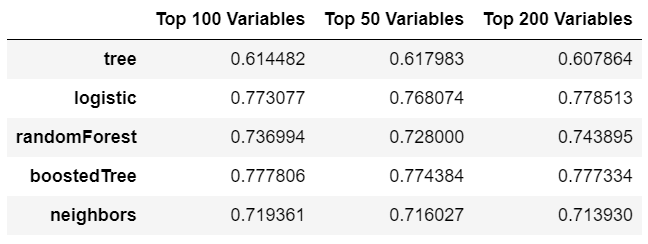 Top 100 Variables Top 50 Variables Top 200 Variables
tree 0.614482 0.617983 0.607864
logistic 0.773077 0.768074 0.778513
randomForest 0.736994 0.728000 0.743895
boostedTree 0.777806 0.774384 0.777334
neighbors 0.719361 0.716027 0.713930